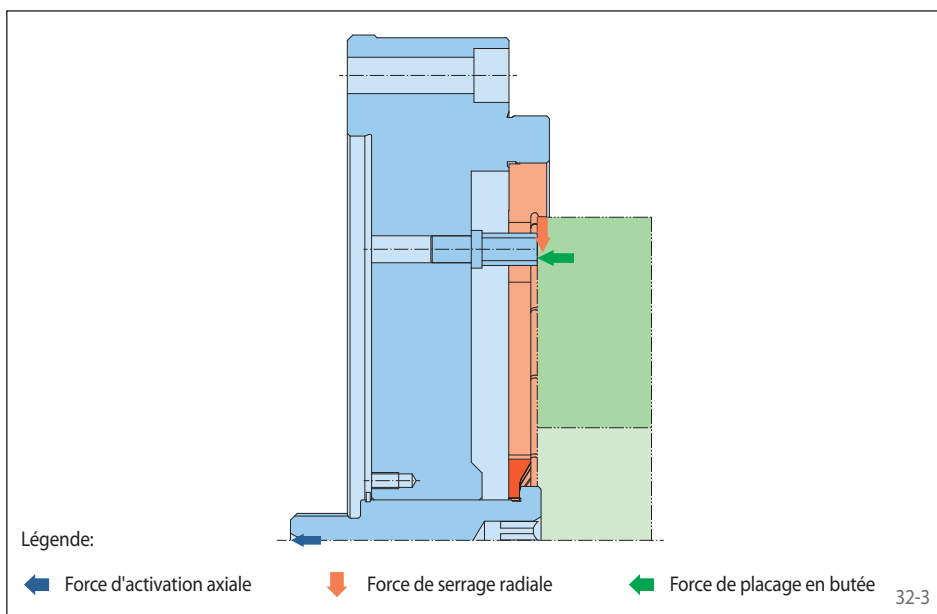 Légende:
Force d'activation axiale
Force de serrage radiale
Force de placage en butée
32-3